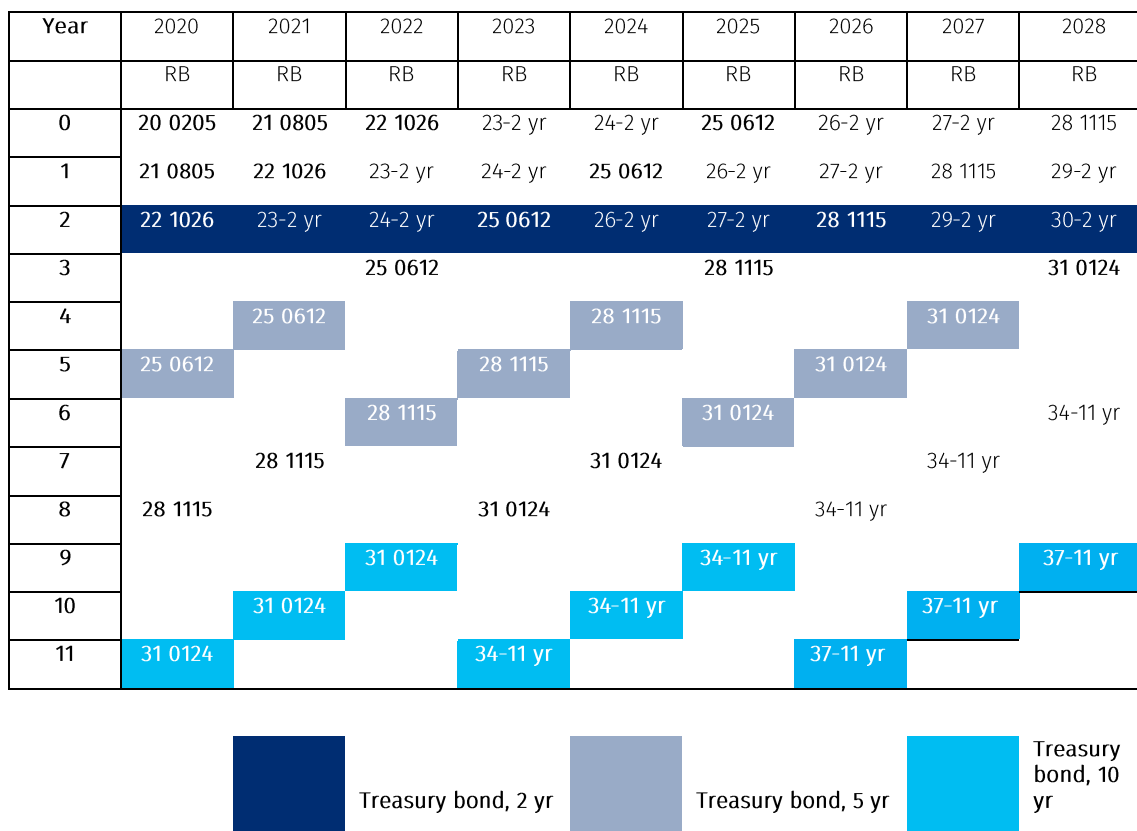 Year 2020 2021 2022 2023 2024 2025 2026 2027 2028
RB RB RB RB RB RB RB RB RB
0 20 0205 21 0805 22 1026 23-2 yr 24-2 yr 25 0612 26-2 yr 27-2 yr 28 1115
1 21 0805 22 1026 23-2 yr 24-2 yr 25 0612 26-2 yr 27-2 yr 28 1115 29-2 yr
2 22 1026 23-2 yr 24-2 yr 25 0612 26-2 yr 27-2 yr 28 1115 29-2 yr 30-2 yr
3 25 0612 28 1115 31 0124
4 25 0612 28 1115 31 0124
5 25 0612 28 1115 31 0124
6 28 1115 31 0124 34-11 yr
7 28 1115 31 0124 34-11 yr
8 28 1115 31 0124 34-11 yr
9 31 0124 34-11 yr 37-11 yr
10 31 0124 34-11 yr 37-11 yr
11 31 0124 34-11 yr 37-11 yr
Treasury bond, 2 yr
Treasury bond, 5 yr
Treasury
bond, 10
yr